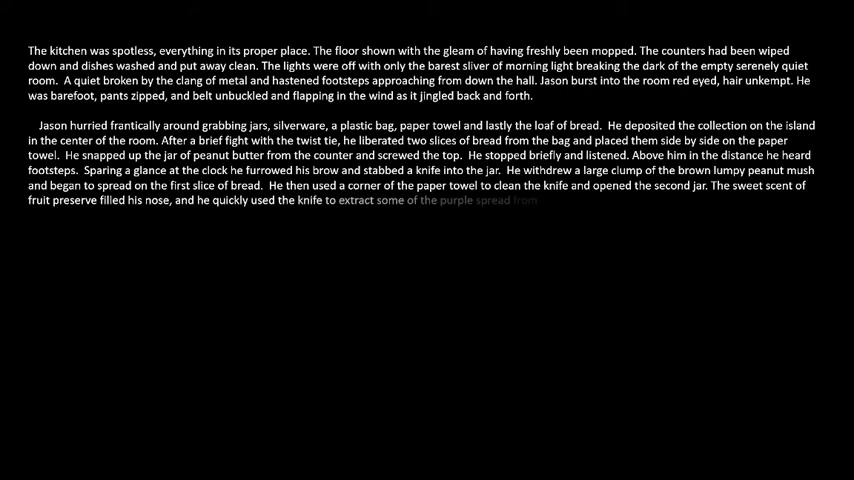 The kitchen was spotless, everything in its proper place. The floor shown with the gleam of having freshly been mopped. The counters had been wiped
down and dishes washed and put away clean. The lights were off with only the barest sliver of morning light breaking the dark of the empty serenely quiet
room. A quiet broken by the clang of metal and hastened footsteps approaching from down the hall. Jason burst into the room red eyed, hair unkempt. He
was barefoot, pants zipped, and belt unbuckled and flapping in the wind as it jingled back and forth.
Jason hurried frantically around grabbing jars, silverware, a plastic bag, paper towel and lastly the loaf of bread. He deposited the collection on the island
in the center of the room. After a brief fight with the twist tie, he liberated two slices of bread from the bag and placed them side by side on the paper
towel. He snapped up the jar of peanut butter from the counter and screwed the top. He stopped briefly and listened. Above him in the distance he heard
footsteps. Sparing a glance at the clock he furrowed his brow and stabbed a knife into the jar. He withdrew a large clump of the brown lumpy peanut mush
and began to spread on the first slice of bread. He then used a corner of the paper towel to clean the knife and opened the second jar. The sweet scent of
fruit preserve filled his nose, and he quickly used the knife to extract some of the purple spread from